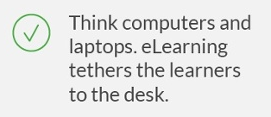 Think computers and
laptops. eLearning
tethers the learners
to the desk.